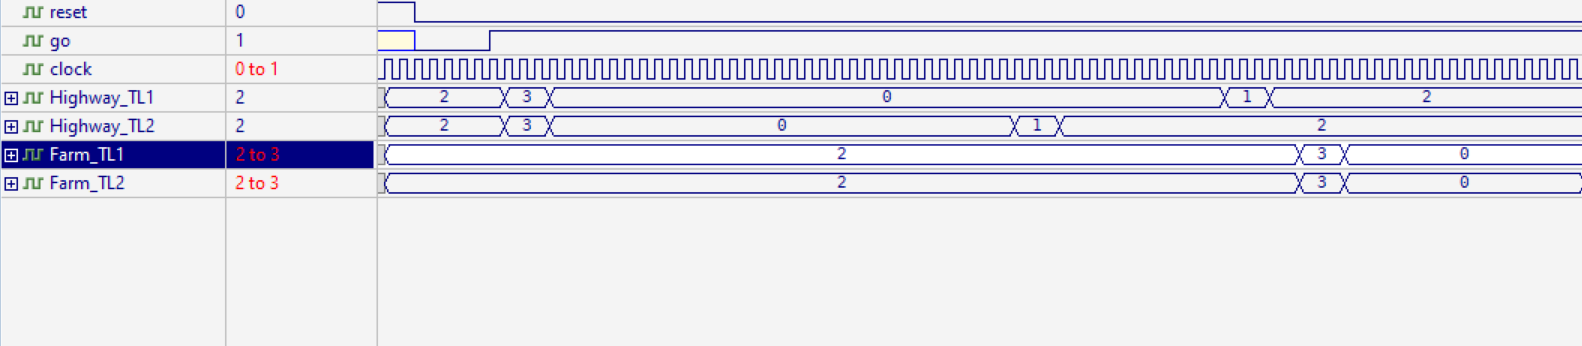 reset 0
go 1
clock 0 to 1
Highway_TL1 2 2 3 0 1 2
Highway_TL2 2 2 3 0 1 2
Farm_TL1 2 to 3 2 3 0
Farm_TL2 2 to 3 2 3 0